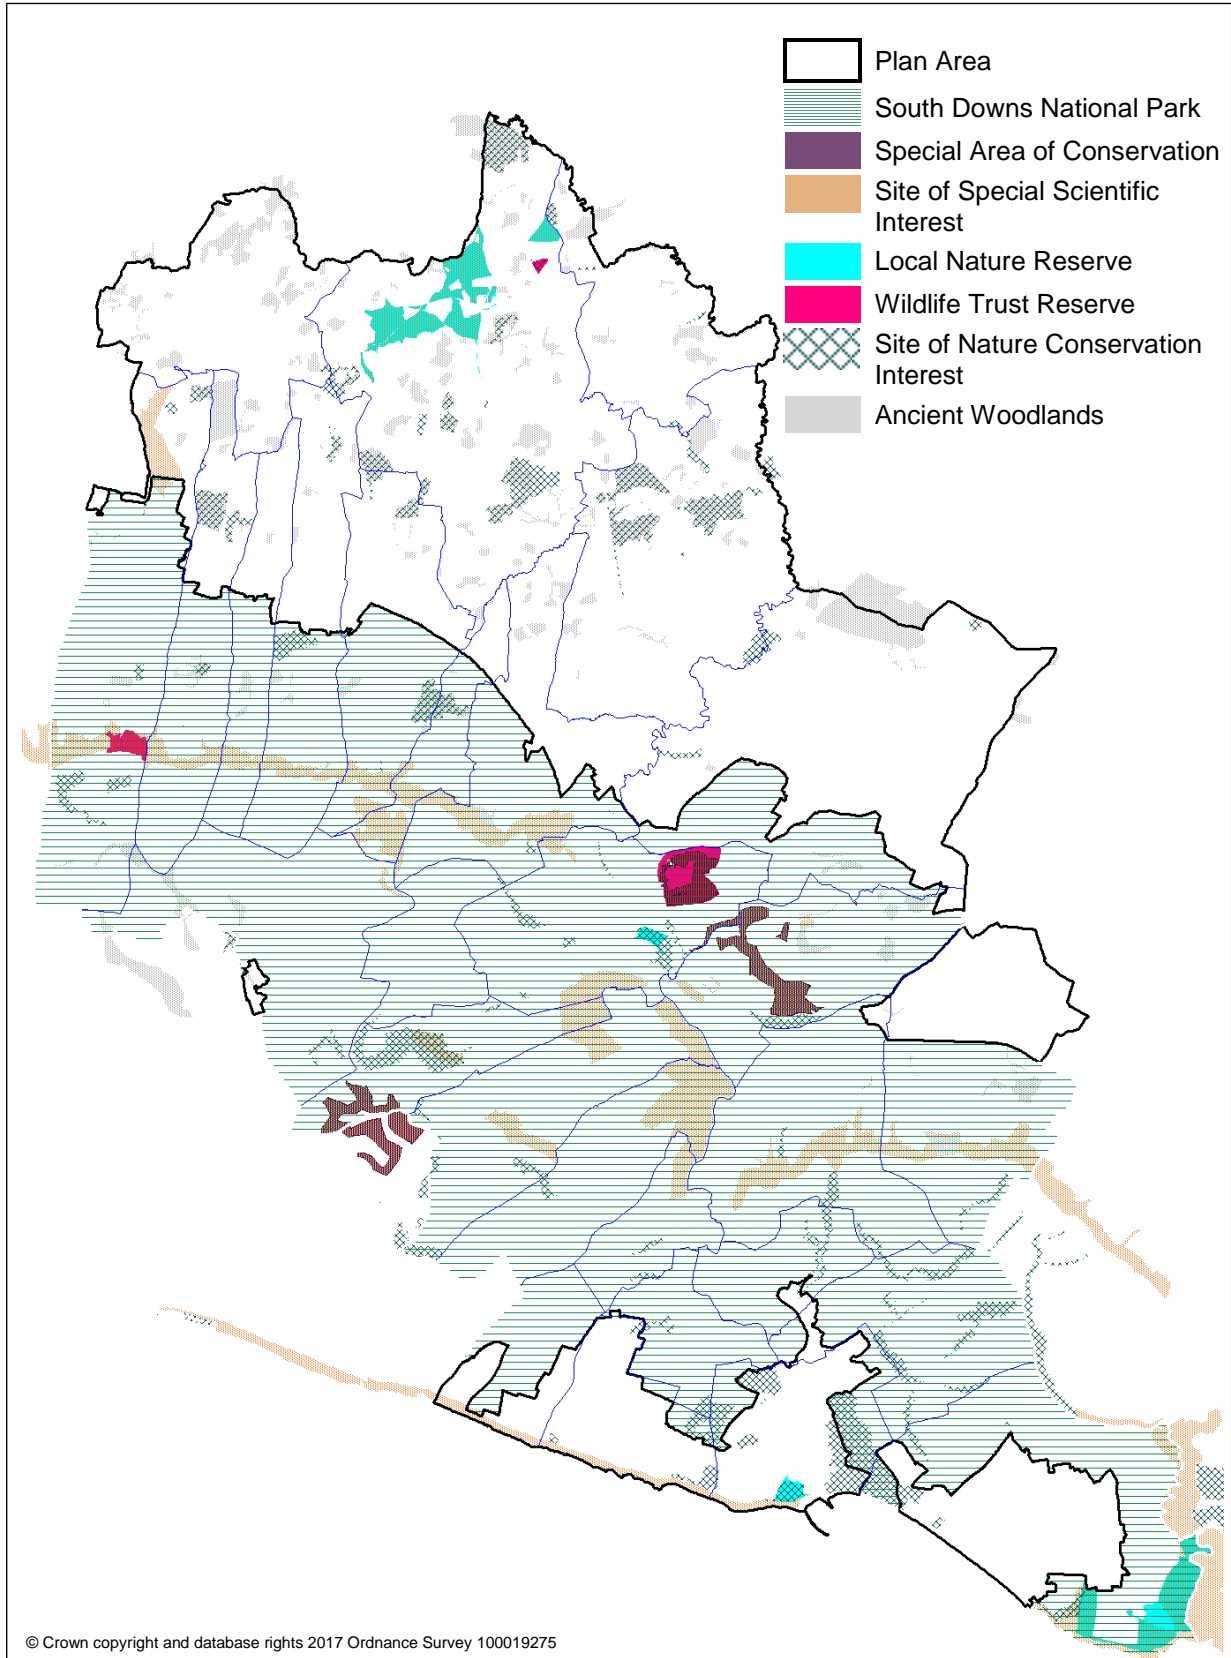 Plan Area
South Downs National Park
Special Area of Conservation
Site of Special Scientific
Interest
Local Nature Reserve
Wildlife Trust Reserve
Site of Nature Conservation
Interest
Ancient Woodlands
© Crown copyright and database rights 2017 Ordnance Survey 100019275